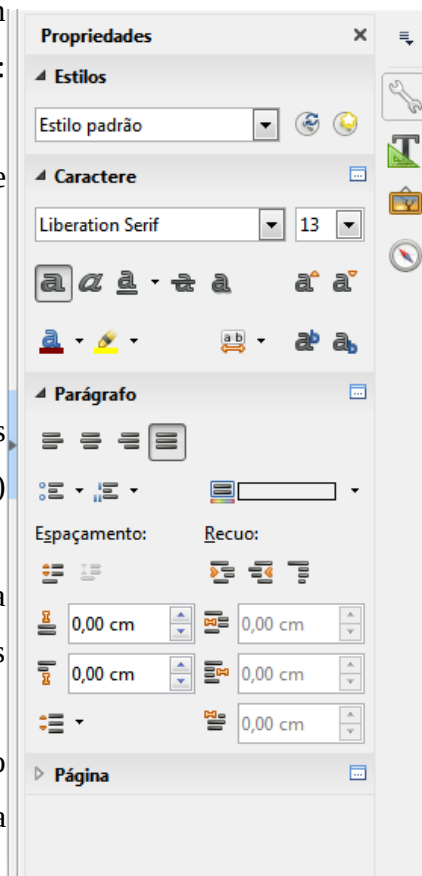 Propriedades
Estilos
Estilo padrão
Caractere
Liberation Serif 13
Parágrafo
Espaçamento: Recuo:
0,00 cm 0,00 cm
0,00 cm 0,00 cm
0,00 cm
Página